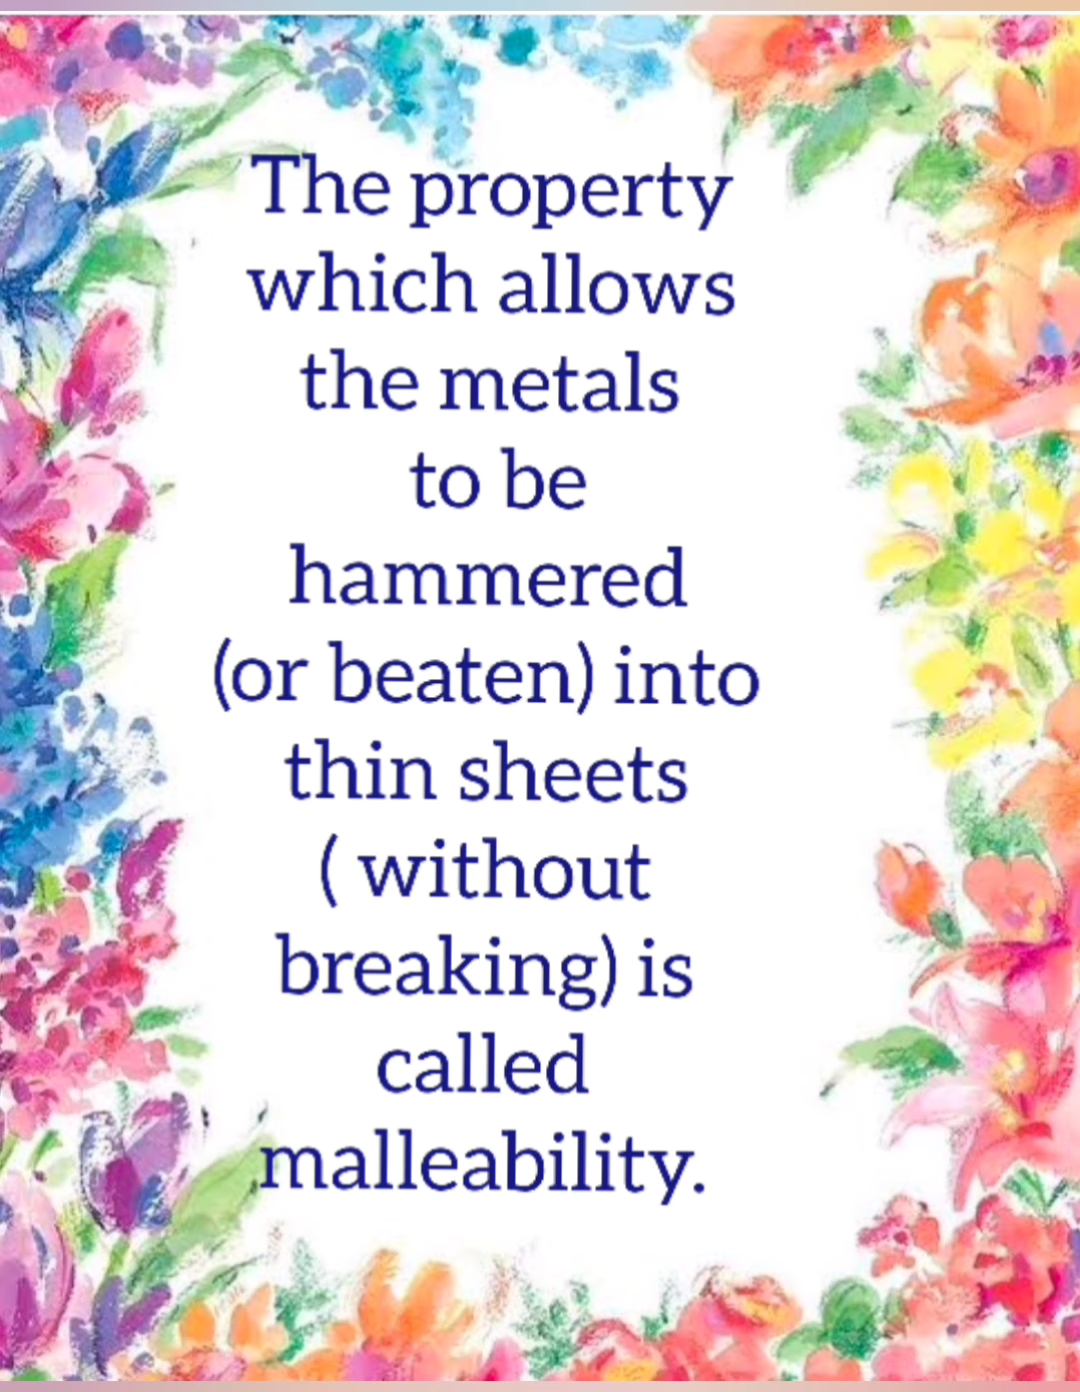 The property
which allows
the metals
to be
hammered
(or beaten) into
thin sheets
( without
breaking) is
called
malleability.